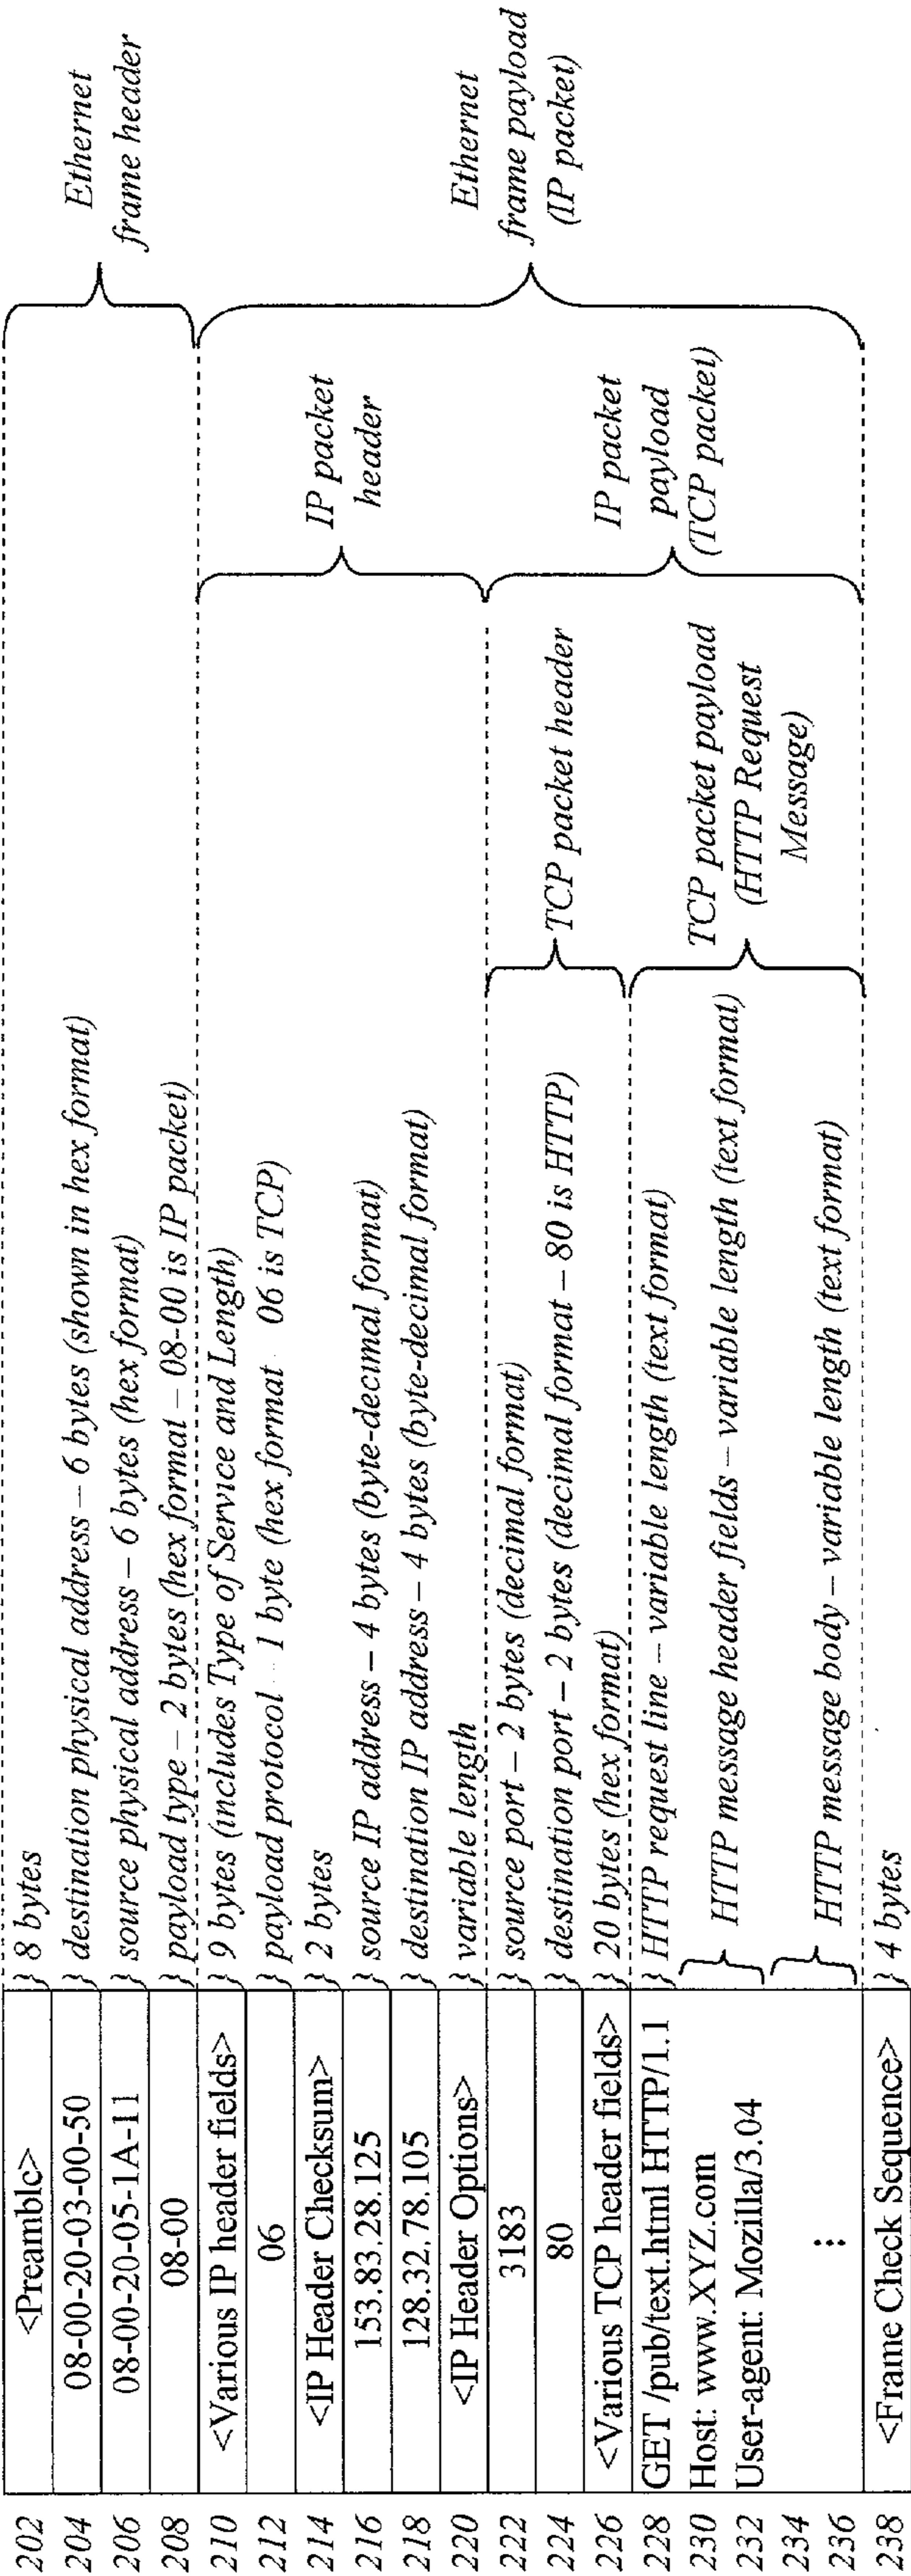 202 <Preamble> } 8 bytes
204 08-00-20-03-00-50 } destination physical address – 6 bytes (shown in hex format)
206 08-00-20-05-1A-11 } source physical address – 6 bytes (hex format)
208 08-00 } payload type – 2 bytes (hex format – 08-00 is IP packet)
Ethernet
frame header
210 <Various IP header fields> } 9 bytes (includes Type of Service and Length)
212 06 } payload protocol – 1 byte (hex format 06 is TCP)
214 <IP Header Checksum> } 2 bytes
216 153.83.28.125 } source IP address – 4 bytes (byte-decimal format)
218 128.32.78.105 } destination IP address – 4 bytes (byte-decimal format)
220 <IP Header Options> } variable length
IP packet
header
222 3183 } source port – 2 bytes (decimal format)
224 80 } destination port – 2 bytes (decimal format – 80 is HTTP)
226 <Various TCP header fields> } 20 bytes (hex format)
TCP packet header
228 GET /pub/text.html HTTP/1.1 } HTTP request line – variable length (text format)
230 Host: www.XYZ.com
232 User-agent: Mozilla/3.04
HTTP message header fields – variable length (text format)
234
236
⋮
HTTP message body – variable length (text format)
TCP packet payload
(HTTP Request
Message)
IP packet
payload
(TCP packet)
Ethernet
frame payload
(IP packet)
238 <Frame Check Sequence> } 4 bytes